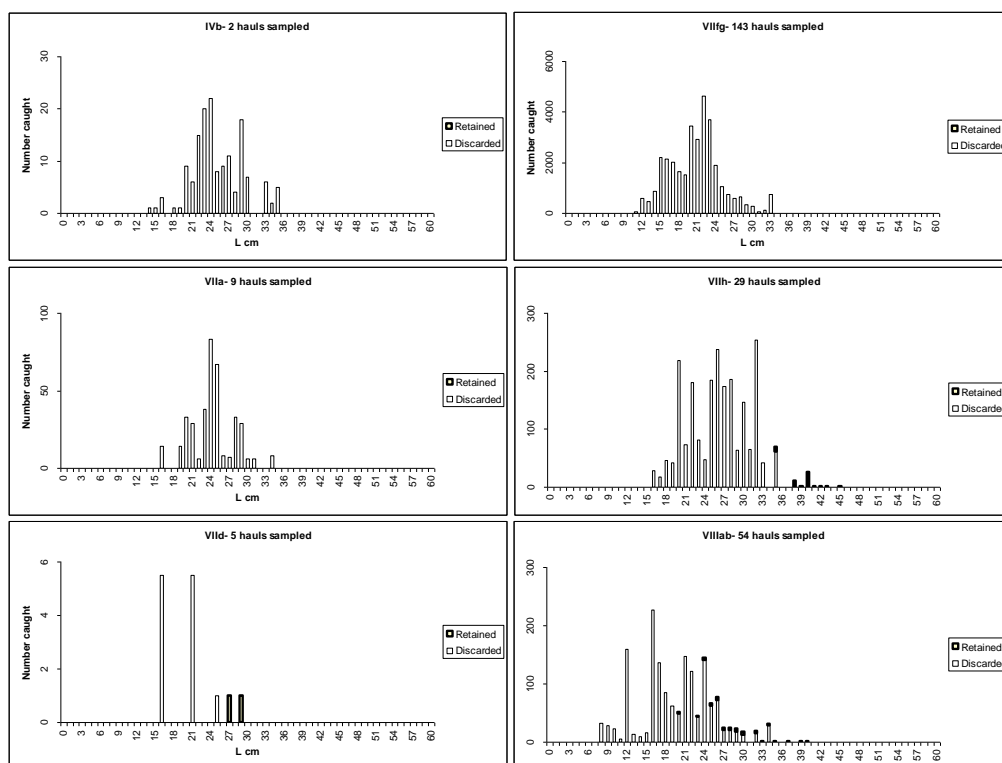 IVb- 2 hauls sampled
Number caught
30
20
10
0
0 3 6 9 12 15 18 21 24 27 30 33 36 39 42 45 48 51 54 57 60
L cm
Retained
Discarded
VIIfg- 143 hauls sampled
Number caught
6000
4000
2000
0
0 3 6 9 12 15 18 21 24 27 30 33 36 39 42 45 48 51 54 57 60
L cm
Retained
Discarded
VIIa- 9 hauls sampled
Number caught
100
50
0
0 3 6 9 12 15 18 21 24 27 30 33 36 39 42 45 48 51 54 57 60
L cm
Retained
Discarded
VIIh- 29 hauls sampled
Number caught
300
200
100
0
0 3 6 9 12 15 18 21 24 27 30 33 36 39 42 45 48 51 54 57 60
L cm
Retained
Discarded
VIId- 5 hauls sampled
Number caught
6
4
2
0
0 3 6 9 12 15 18 21 24 27 30 33 36 39 42 45 48 51 54 57 60
L cm
Retained
Discarded
VIIIab- 54 hauls sampled
Number caught
300
200
100
0
0 3 6 9 12 15 18 21 24 27 30 33 36 39 42 45 48 51 54 57 60
L cm
Retained
Discarded